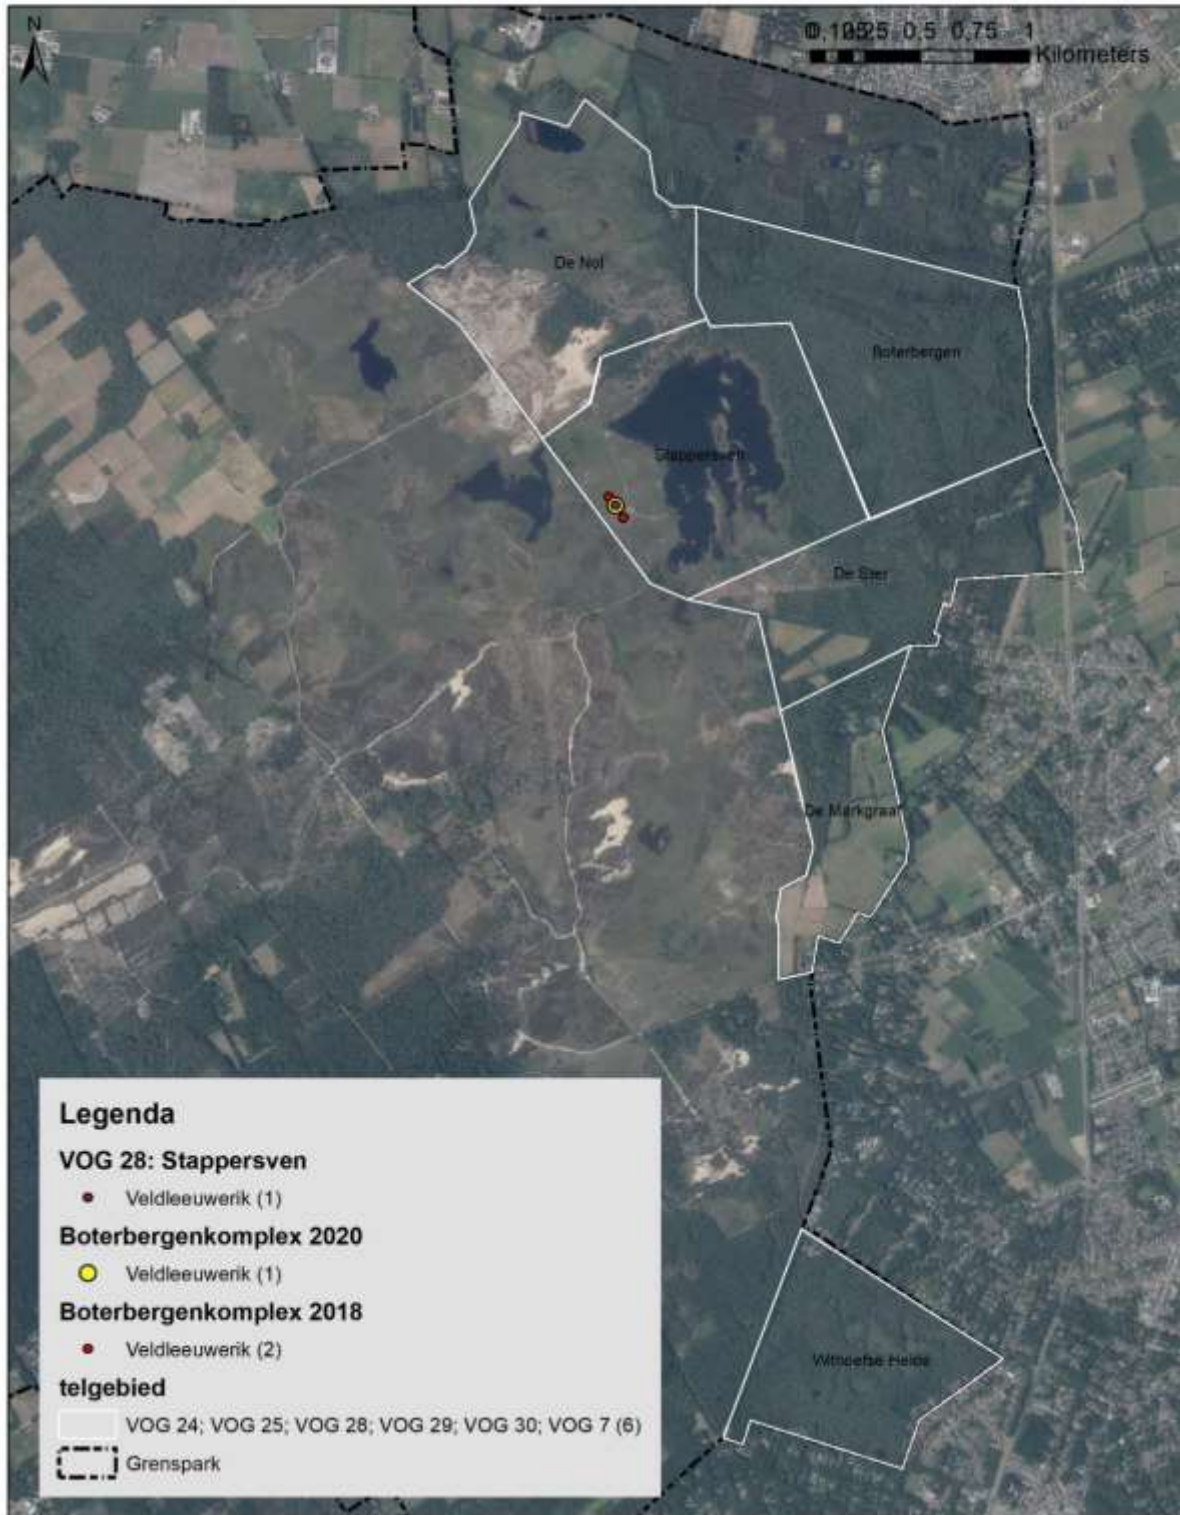 N
0,1025 0,5 0,75 1
Kilometers
De Nol
Boterbergen
Stappersven
De Ster
De Markgraaf
Withoefse Heide
Legenda
VOG 28: Stappersven
Veldleeuwerik (1)
Boterbergenkomplex 2020
Veldleeuwerik (1)
Boterbergenkomplex 2018
Veldleeuwerik (2)
telgebied
VOG 24; VOG 25; VOG 28; VOG 29; VOG 30; VOG 7 (6)
Grenspark